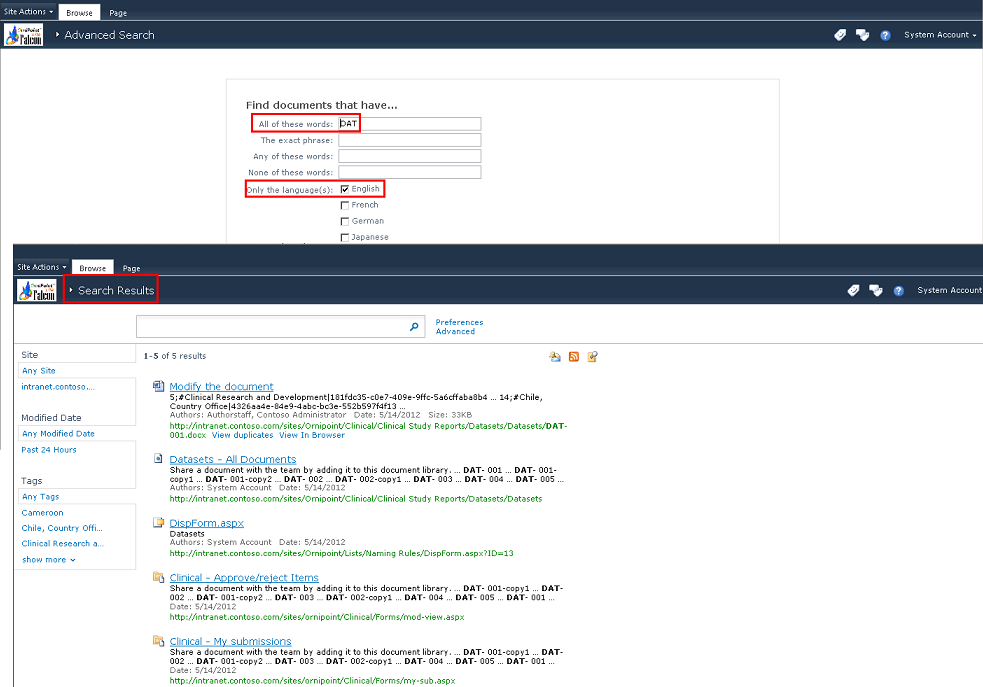 Site Actions Browse Page
OrniPoint Falcon Advanced Search System Account
Find documents that have...
All of these words: DAT
The exact phrase:
Any of these words:
None of these words:
Only the language(s): English
French
German
Japanese
Site Actions Browse Page
OrniPoint Falcon Search Results System Account
Preferences
Advanced
Site
Any Site
intranet.contoso....
Modified Date
Any Modified Date
Past 24 Hours
Tags
Any Tags
Cameroon
Chile, Country Offi...
Clinical Research a...
show more
1-5 of 5 results
Modify the document
5;#Clinical Research and Development|181fdc35-c0e7-409e-9ffc-5a6cffaba8b4 ... 14;#Chile,
Country Office|4326aa4e-84e9-4abc-bc3e-552b597f4f13 ...
Authors: Authorstaff, Contoso Administrator Date: 5/14/2012 Size: 33KB
http://intranet.contoso.com/sites/Ornipoint/Clinical/Clinical Study Reports/Datasets/Datasets/DAT-
001.docx View duplicates View In Browser
Datasets - All Documents
Share a document with the team by adding it to this document library. ... DAT- 001 ... DAT- 001-
copy1 ... DAT- 001-copy2 ... DAT- 002 ... DAT- 002-copy1 ... DAT- 003 ... DAT- 004 ... DAT- 005 ...
Authors: System Account Date: 5/14/2012
http://intranet.contoso.com/sites/Ornipoint/Clinical/Clinical Study Reports/Datasets/Datasets
DispForm.aspx
Datasets
Authors: System Account Date: 5/14/2012
http://intranet.contoso.com/sites/Ornipoint/Lists/Naming Rules/DispForm.aspx?ID=13
Clinical - Approve/reject Items
Share a document with the team by adding it to this document library. ... DAT- 001-copy1 ... DAT-
002 ... DAT- 001-copy2 ... DAT- 003 ... DAT- 002-copy1 ... DAT- 004 ... DAT- 005 ... DAT- 001 ...
Date: 5/14/2012
http://intranet.contoso.com/sites/ornipoint/Clinical/Forms/mod-view.aspx
Clinical - My submissions
Share a document with the team by adding it to this document library. ... DAT- 001-copy1 ... DAT-
002 ... DAT- 001-copy2 ... DAT- 003 ... DAT- 002-copy1 ... DAT- 004 ... DAT- 005 ... DAT- 001 ...
Date: 5/14/2012
http://intranet.contoso.com/sites/ornipoint/Clinical/Forms/my-sub.aspx